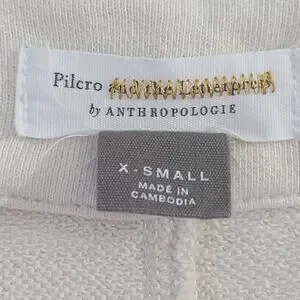 Pilcro and the Letterpress
by ANTHROPOLOGIE
X-SMALL
MADE IN
CAMBODIA